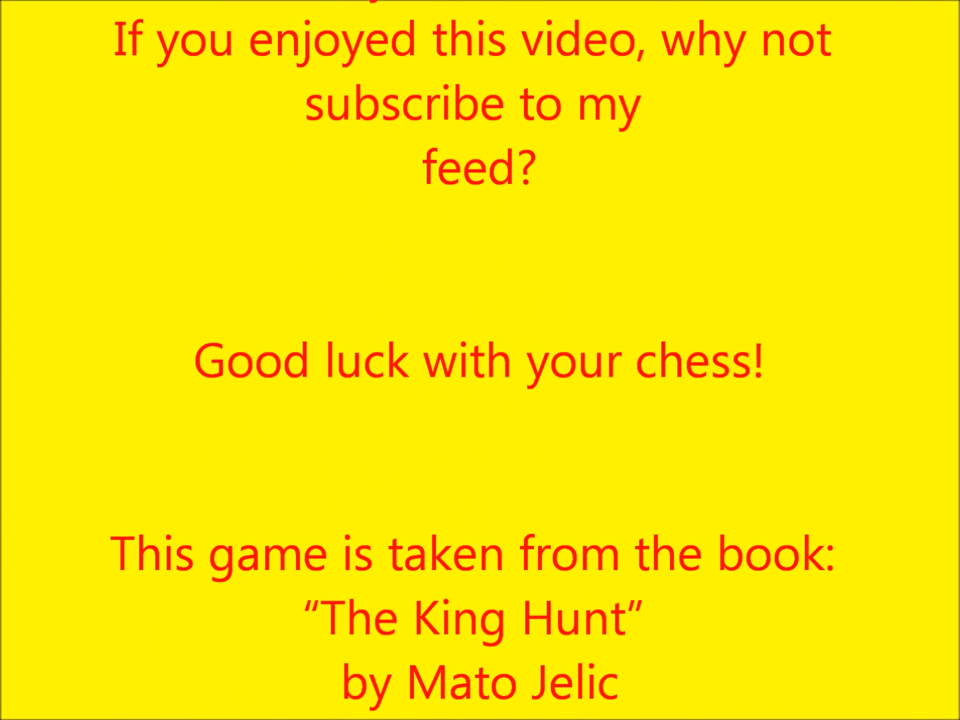 If you enjoyed this video, why not
subscribe to my
feed?
Good luck with your chess!
This game is taken from the book:
“The King Hunt”
by Mato Jelic